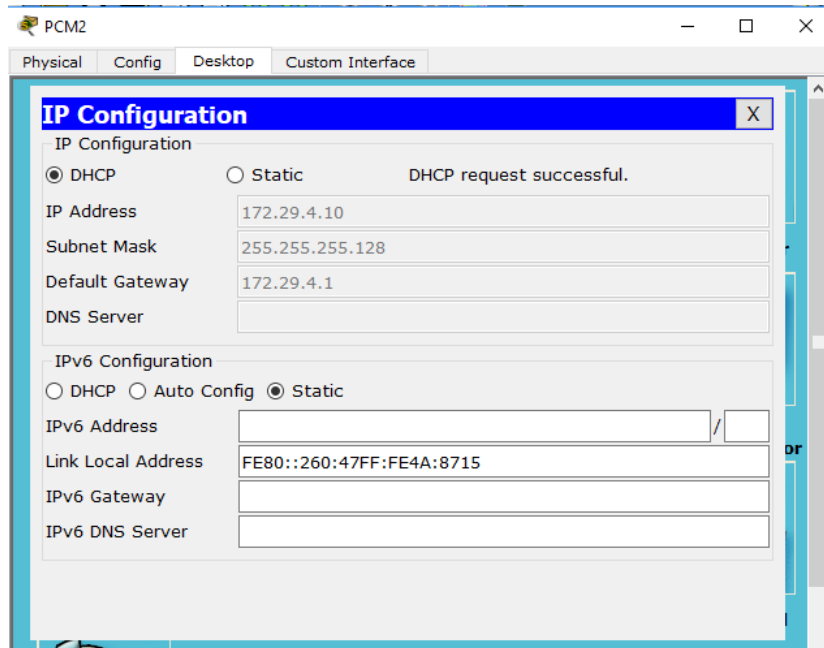 PCM2
Physical Config Desktop Custom Interface
IP Configuration X
IP Configuration
DHCP Static DHCP request successful.
IP Address 172.29.4.10
Subnet Mask 255.255.255.128
Default Gateway 172.29.4.1
DNS Server
IPv6 Configuration
DHCP Auto Config Static
IPv6 Address /
Link Local Address FE80::260:47FF:FE4A:8715
IPv6 Gateway
IPv6 DNS Server
or